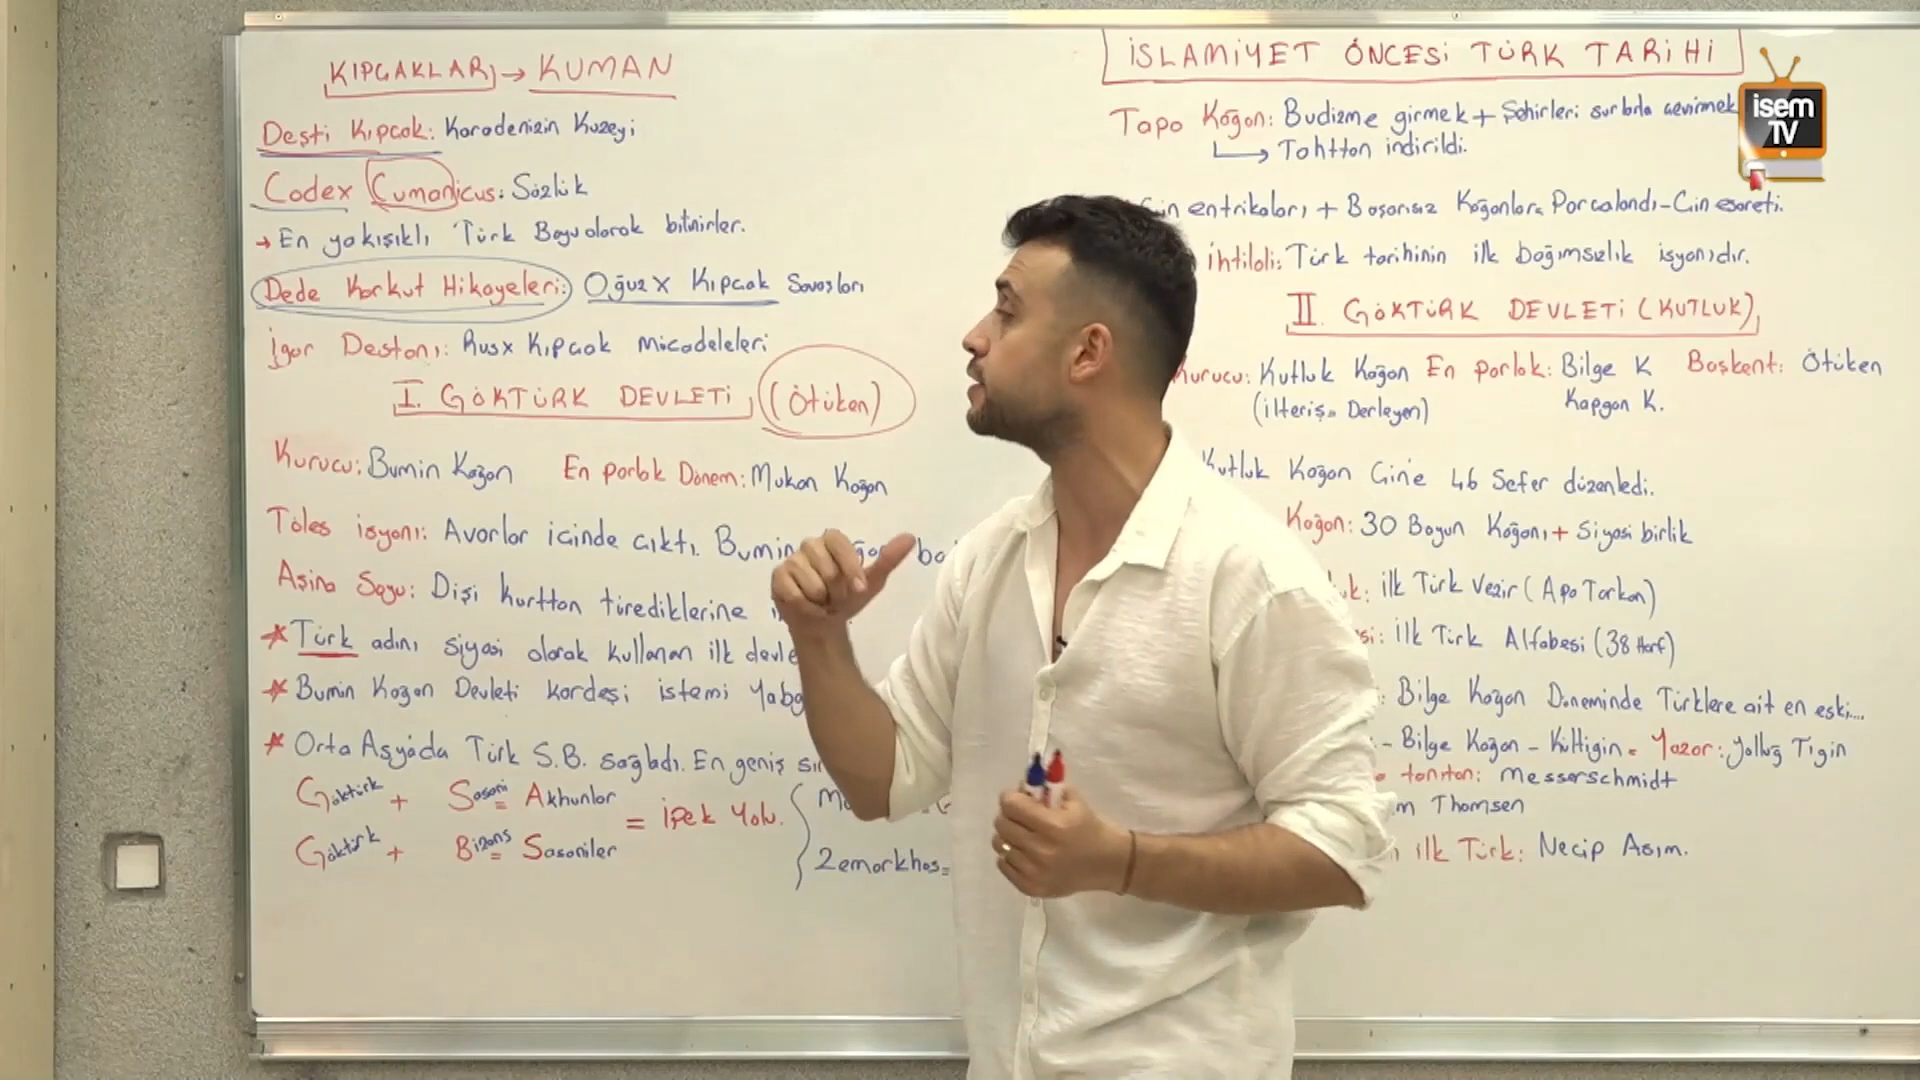 KIPÇAKLAR → KUMAN
Deşti Kıpçak: Karadenizin Kuzeyi
Codex Cumanicus: Sözlük
→ En yakışıklı Türk Boyu olarak bilinirler.
Dede Korkut Hikayeleri: Oğuz X Kıpçak Savaşları
İgor Destanı: Rus x Kıpçak Mücadeleleri
I. GÖKTÜRK DEVLETİ (Ötüken)
Kurucu: Bumin Kağan En parlak Dönem: Mukan Kağan
Töles isyanı: Avarlar içinde çıktı. Bumin
Aşina Soyu: Dişi kurttan türediklerine
* Türk adını siyasi olarak kullanan ilk
* Bumin Kağan Devleti kardeşi istemi
* Orta Asyada Türk S.B. sağladı. En geniş
Göktürk + Sasani = Akhunlar
Göktürk + Bizans = Sasaniler
= İpek Yolu.
Zemarkhos=
İSLAMİYET ÖNCESİ TÜRK TARİHİ
Tapo Kağan: Budizme girmek + Şehirleri surlarla çevirmek
↳ Tahttan indirildi.
Çin entrikaları + Başarısız Kağanlar = Parçalandı - Çin esareti.
İhtilali: Türk tarihinin ilk bağımsızlık isyanıdır.
II. GÖKTÜRK DEVLETİ (KUTLUK)
Kurucu: Kutluk Kağan En parlak: Bilge K Başkent: Ötüken
(ilteriş = Derleyen) Kapgan K.
Kutluk Kağan Çine 46 Sefer düzenledi.
Kağan: 30 Boyun Kağanı + Siyasi birlik
ilk Türk Vezir (Apa Tarkan)
İlk Türk Alfabesi (38 Harf)
: Bilge Kağan Döneminde Türklere ait en eski....
- Bilge Kağan - Kültigin = Yazar: Yolluğ Tigin
tanıtan: Messerschmidt
Thomsen
ilk Türk: Necip Asım.
isem
TV